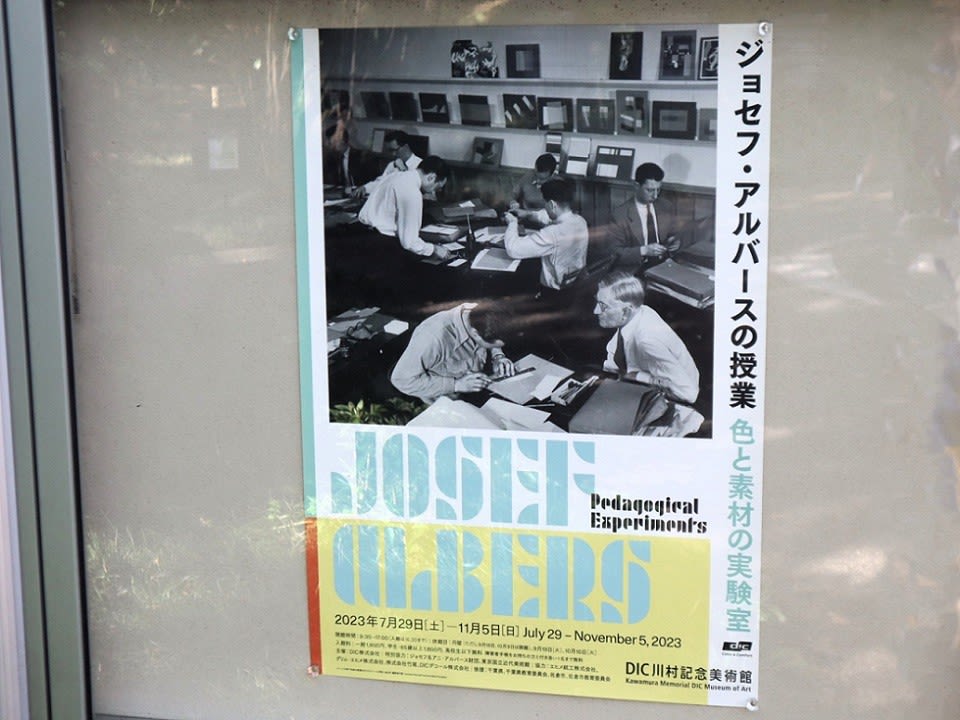 ジョセフ・アルバースの授業 色と素材の実験室
dic
Color & Comfort
JOSEF
ALBERS
Pedagogical
Experiments
2023年7月29日[土]—11月5日[日] July 29 – November 5, 2023
DIC川村記念美術館
Kawamura Memorial DIC Museum of Art